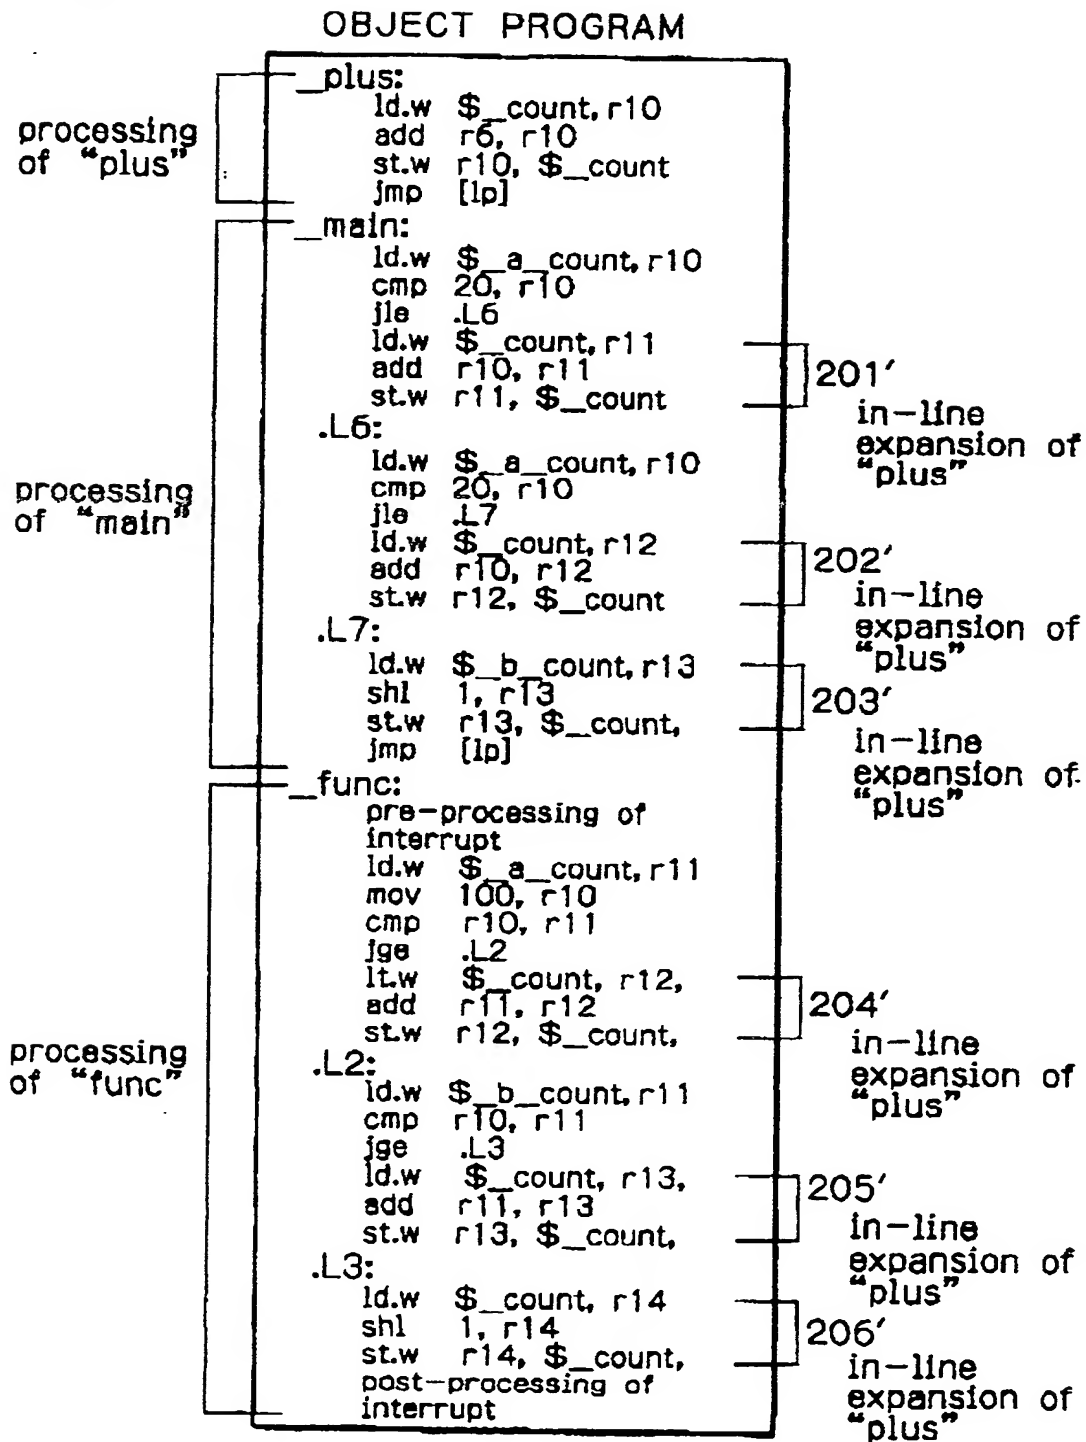 OBJECT PROGRAM
processing
of “plus”
_plus:
ld.w $_count, r10
add r6, r10
st.w r10, $_count
jmp [lp]
processing
of “main”
_main:
ld.w $_a_count, r10
cmp 20, r10
jle .L6
ld.w $_count, r11
add r10, r11
st.w r11, $_count
201′
in-line
expansion of
“plus”
.L6:
ld.w $_a_count, r10
cmp 20, r10
jle .L7
ld.w $_count, r12
add r10, r12
st.w r12, $_count
202′
in-line
expansion of
“plus”
.L7:
ld.w $_b_count, r13
shl 1, r13
st.w r13, $_count,
jmp [lp]
203′
in-line
expansion of
“plus”
processing
of “func”
_func:
pre-processing of
interrupt
ld.w $_a_count, r11
mov 100, r10
cmp r10, r11
jge .L2
lt.w $_count, r12,
add r11, r12
st.w r12, $_count,
204′
in-line
expansion of
“plus”
.L2:
ld.w $_b_count, r11
cmp r10, r11
jge .L3
ld.w $_count, r13,
add r11, r13
st.w r13, $_count,
205′
in-line
expansion of
“plus”
.L3:
ld.w $_count, r14
shl 1, r14
st.w r14, $_count,
post-processing of
interrupt
206′
in-line
expansion of
“plus”